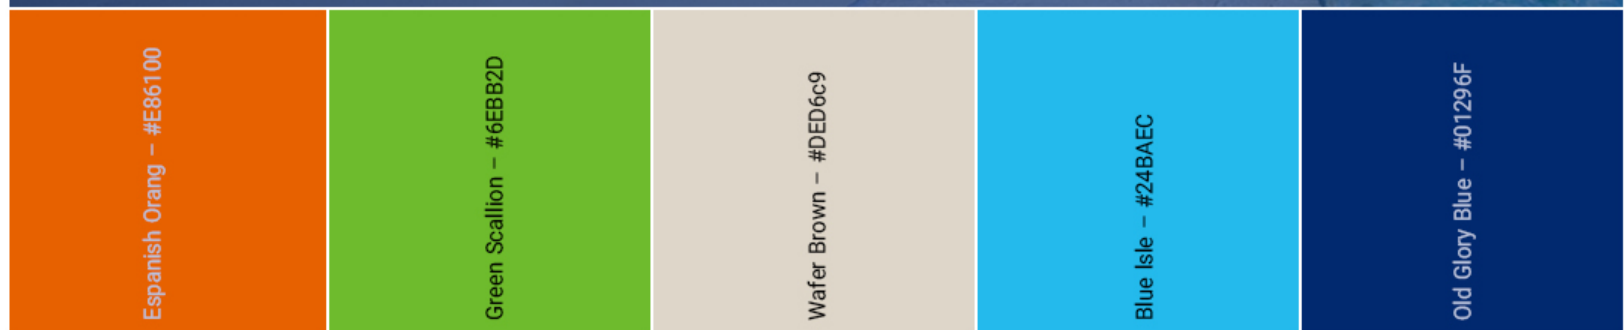 Espanish Orang – #E86100
Green Scallion – #6EBB2D
Wafer Brown – #DED6c9
Blue Isle – #24BAEC
Old Glory Blue – #01296F